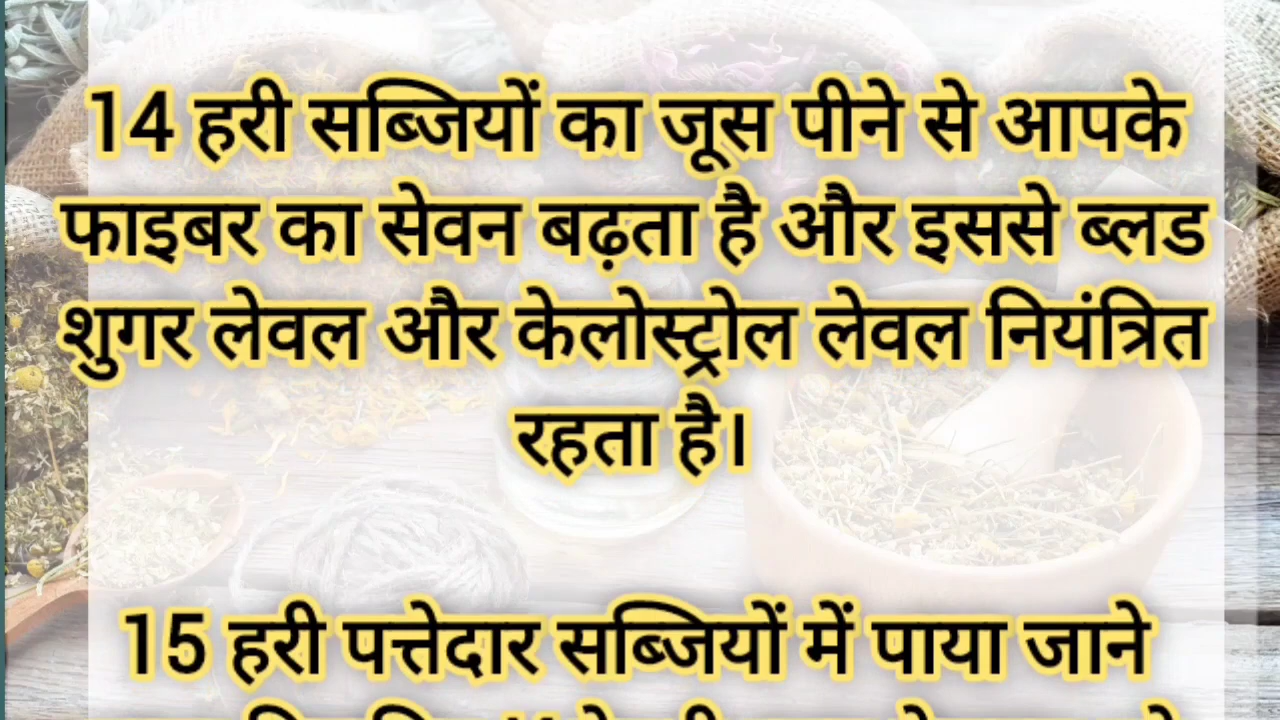 14 हरी सब्जियों का जूस पीने से आपके
फाइबर का सेवन बढ़ता है और इससे ब्लड
शुगर लेवल और केलोस्ट्रोल लेवल नियंत्रित
रहता है।
15 हरी पत्तेदार सब्जियों में पाया जाने